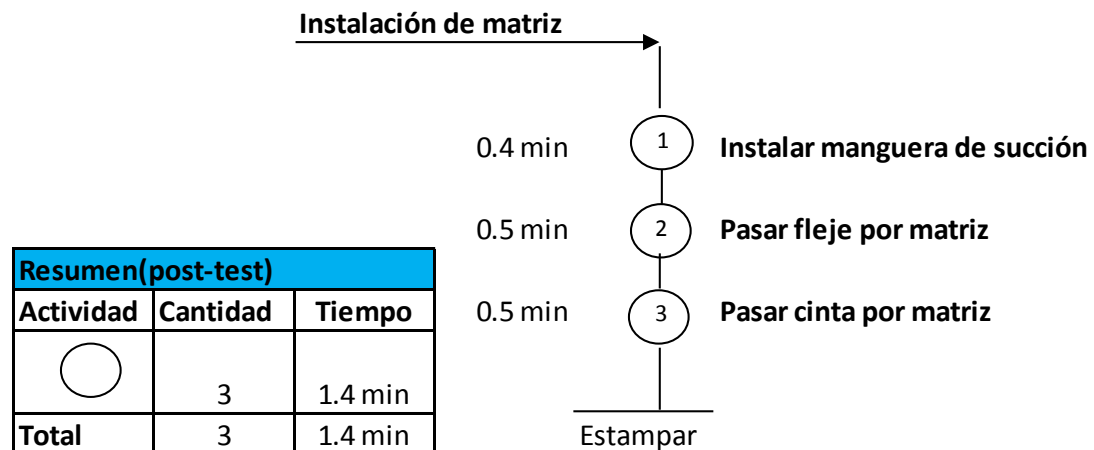 Instalación de matriz
0.4 min 1 Instalar manguera de succión
0.5 min 2 Pasar fleje por matriz
0.5 min 3 Pasar cinta por matriz
Estampar
Resumen(post-test)
Actividad Cantidad Tiempo
3 1.4 min
Total 3 1.4 min